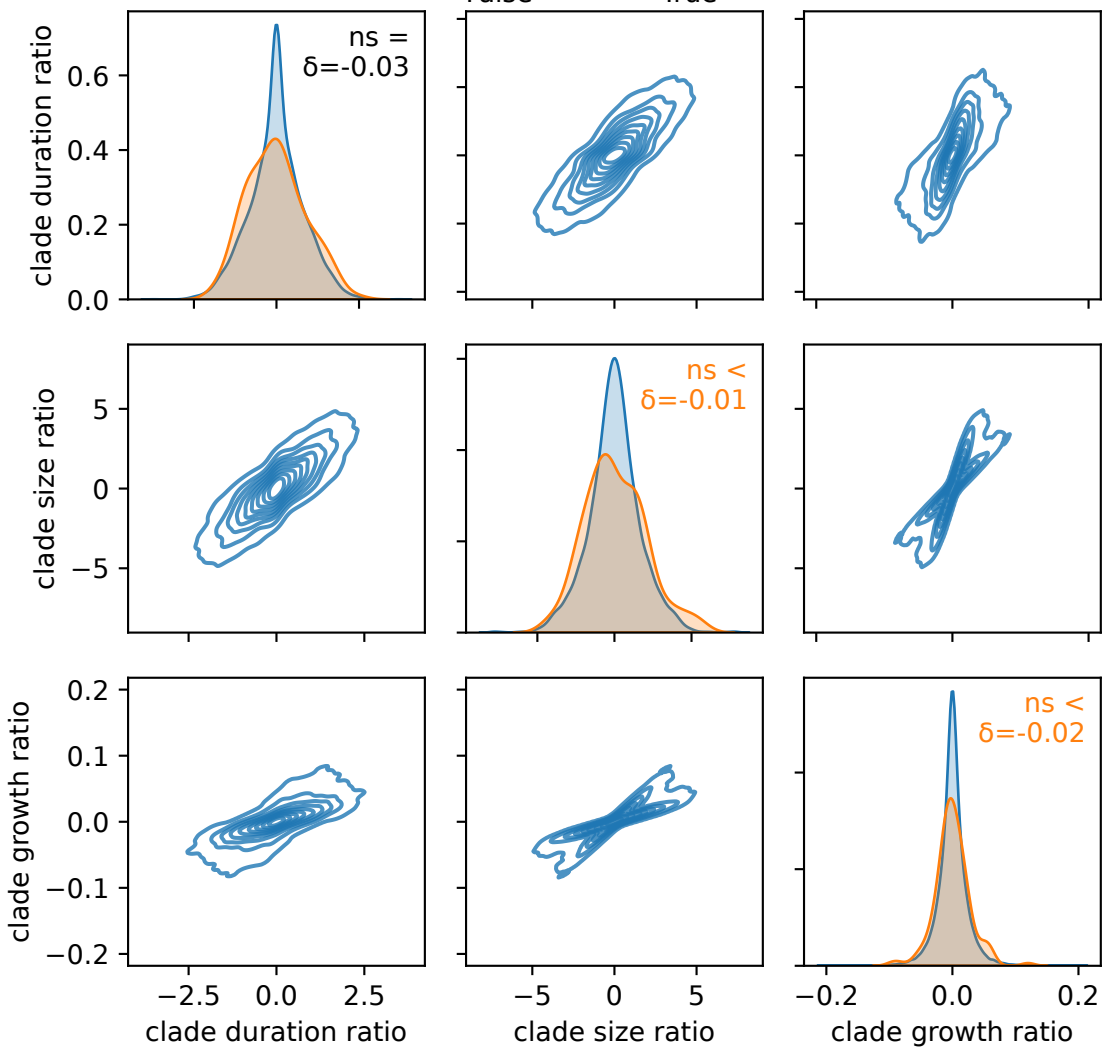 0.6
0.4
0.2
0.0
clade duration ratio
ns =
δ=-0.03
5
0
−5
clade size ratio
ns <
δ=-0.01
0.2
0.1
0.0
−0.1
−0.2
clade growth ratio
ns <
δ=-0.02
−2.5 0.0 2.5
−5 0 5
−0.2 0.0 0.2
clade duration ratio
clade size ratio
clade growth ratio